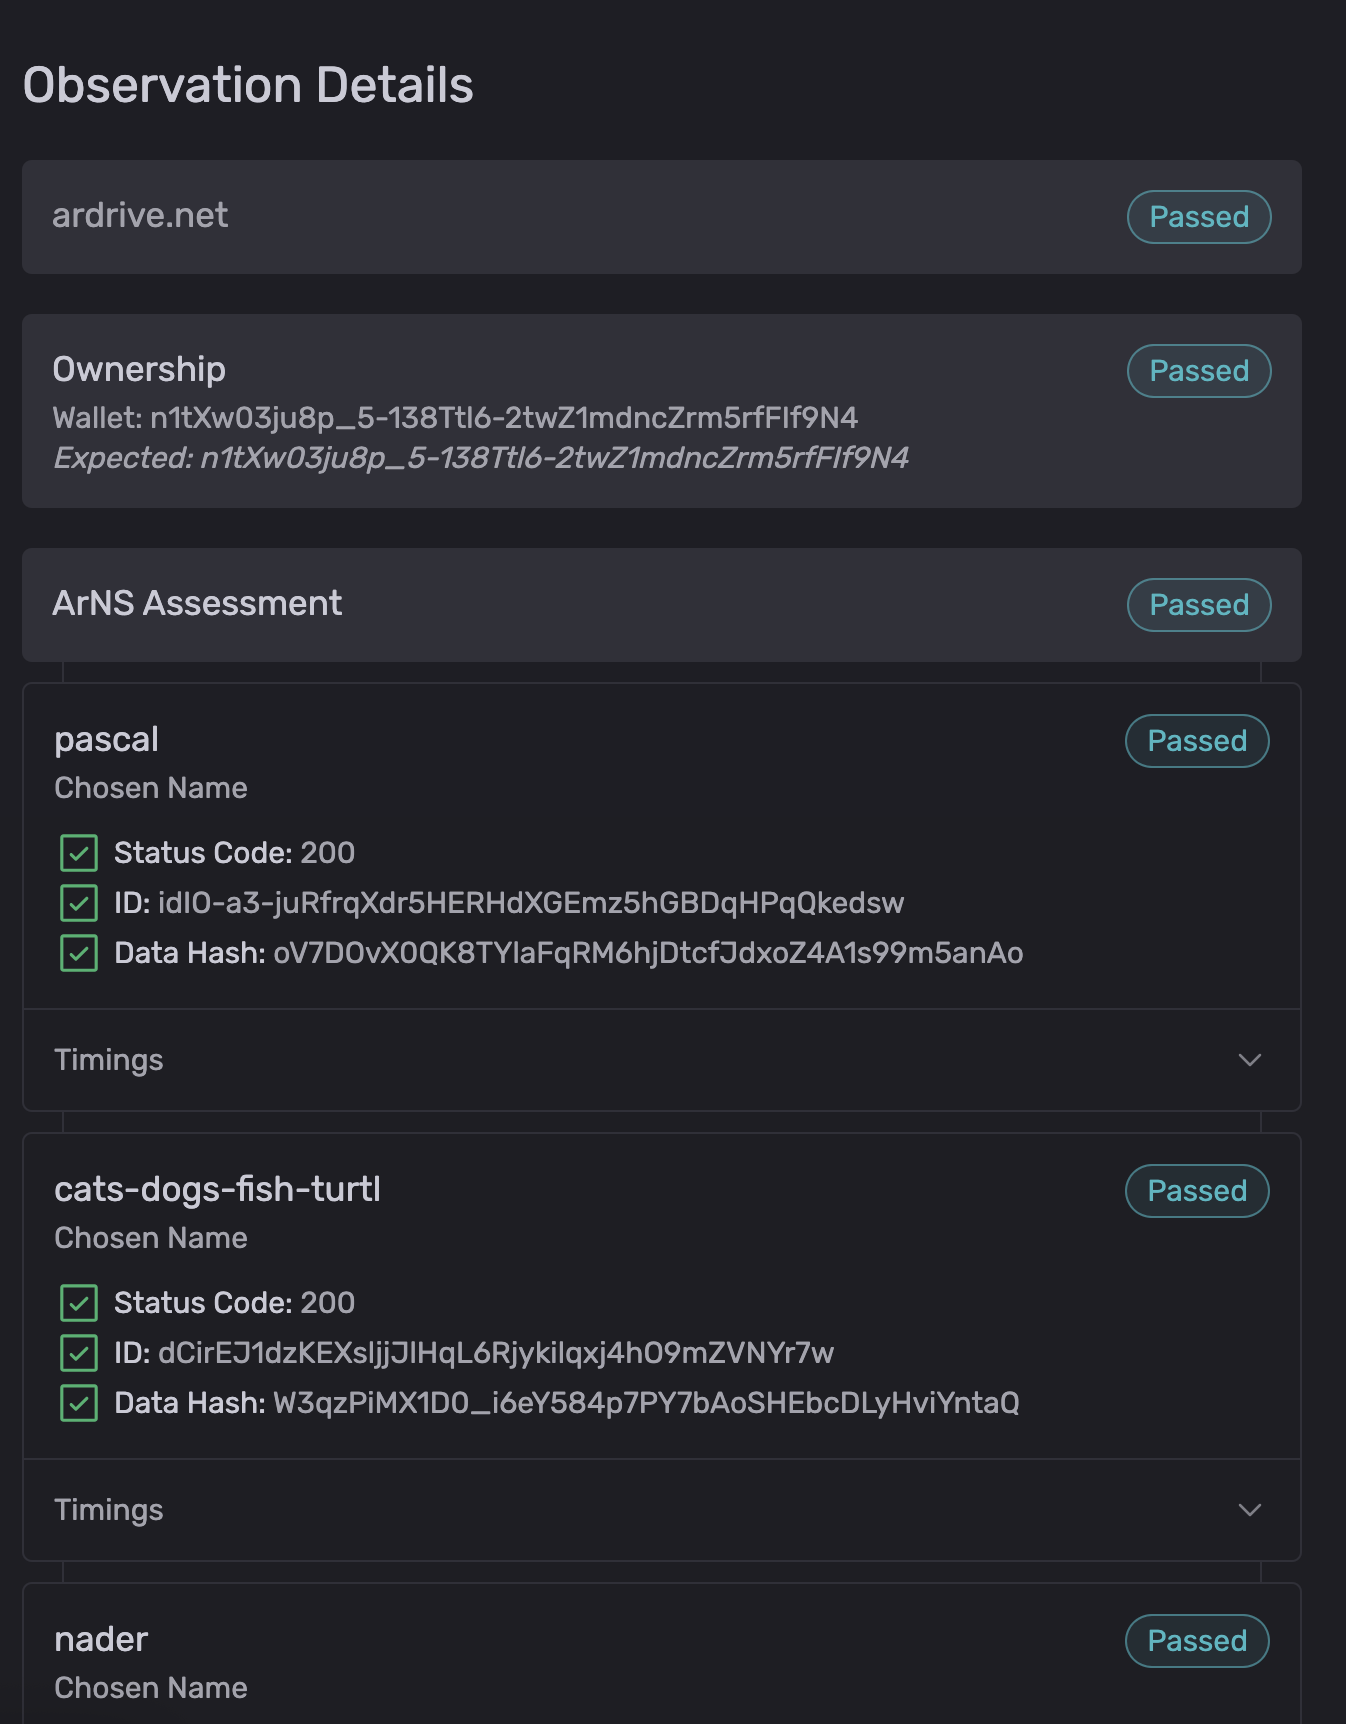 Observation Details
ardrive.net
Passed
Ownership
Passed
Wallet: n1tXw03ju8p_5-138Ttl6-2twZ1mdncZrm5rfFIf9N4
Expected: n1tXw03ju8p_5-138Ttl6-2twZ1mdncZrm5rfFIf9N4
ArNS Assessment
Passed
pascal
Passed
Chosen Name
Status Code: 200
ID: idIO-a3-juRfrqXdr5HERHdXGEmz5hGBDqHPqQkedsw
Data Hash: oV7DOvX0QK8TYlaFqRM6hjDtcfJdxoZ4A1s99m5anAo
Timings
cats-dogs-fish-turtl
Passed
Chosen Name
Status Code: 200
ID: dCirEJ1dzKEXsljjJlHqL6Rjykilqxj4hO9mZVNYr7w
Data Hash: W3qzPiMX1D0_i6eY584p7PY7bAoSHEbcDLyHviYntaQ
Timings
nader
Passed
Chosen Name